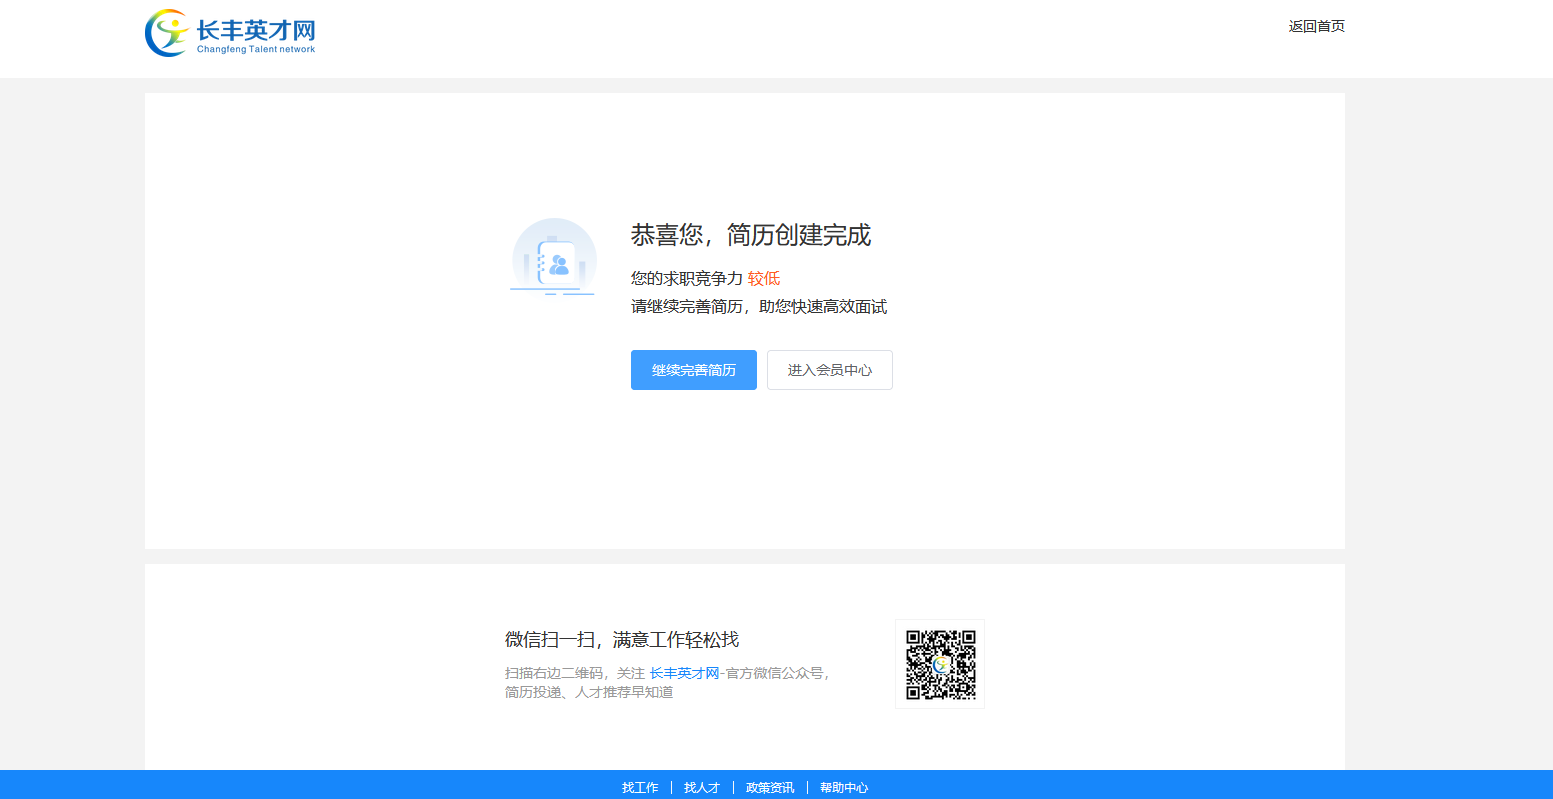 长丰英才网
Changfeng Talent network
返回首页
恭喜您，简历创建完成
您的求职竞争力 较低
请继续完善简历，助您快速高效面试
继续完善简历
进入会员中心
微信扫一扫，满意工作轻松找
扫描右边二维码，关注 长丰英才网-官方微信公众号，
简历投递、人才推荐早知道
找工作 | 找人才 | 政策资讯 | 帮助中心